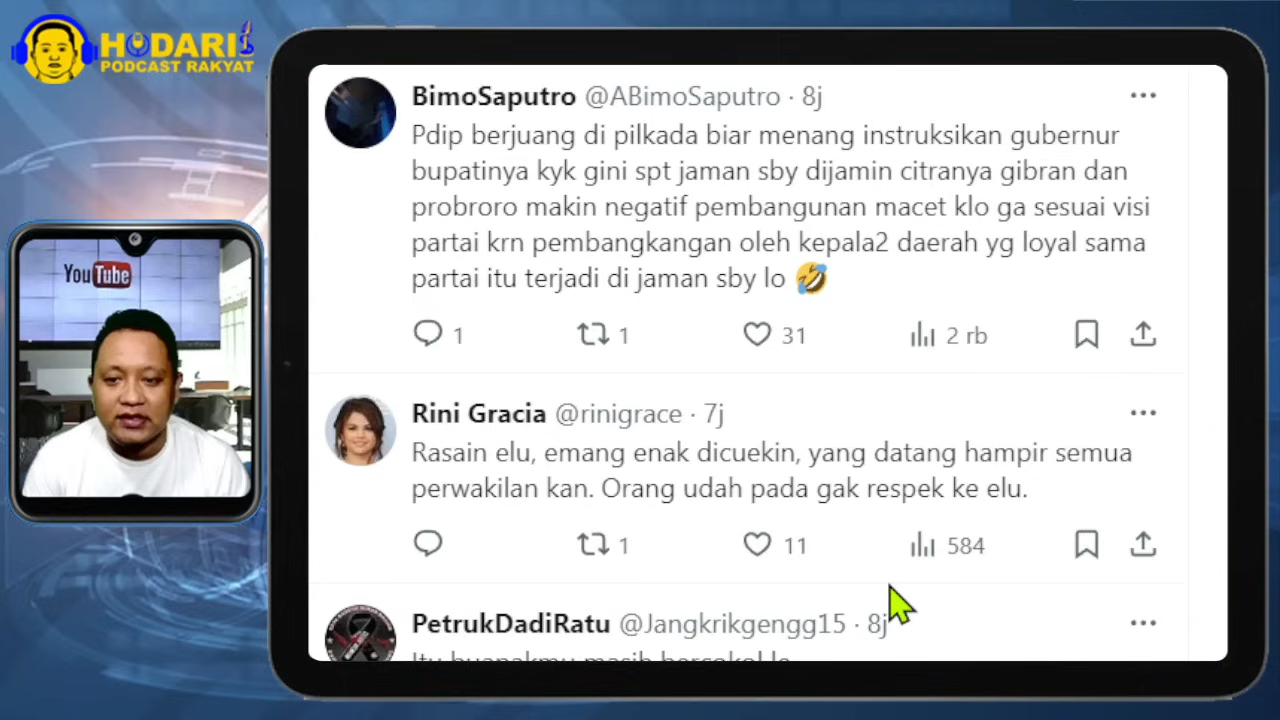 HODARI
PODCAST RAKYAT
YouTube
BimoSaputro @ABimoSaputro · 8j
Pdip berjuang di pilkada biar menang instruksikan gubernur
bupatinya kyk gini spt jaman sby dijamin citranya gibran dan
probroro makin negatif pembangunan macet klo ga sesuai visi
partai krn pembangkangan oleh kepala2 daerah yg loyal sama
partai itu terjadi di jaman sby lo 🤣
1 1 31 2 rb
Rini Gracia @rinigrace · 7j
Rasain elu, emang enak dicuekin, yang datang hampir semua
perwakilan kan. Orang udah pada gak respek ke elu.
1 11 584
PetrukDadiRatu @Jangkrikgengg15 · 8j